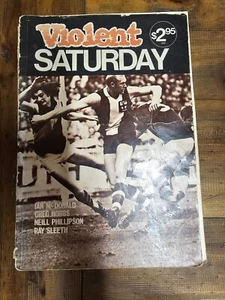 Violent
$2.95
SATURDAY
IAN McDONALD
GREG HOBBS
NEILL PHILLIPSON
RAY SLEETH